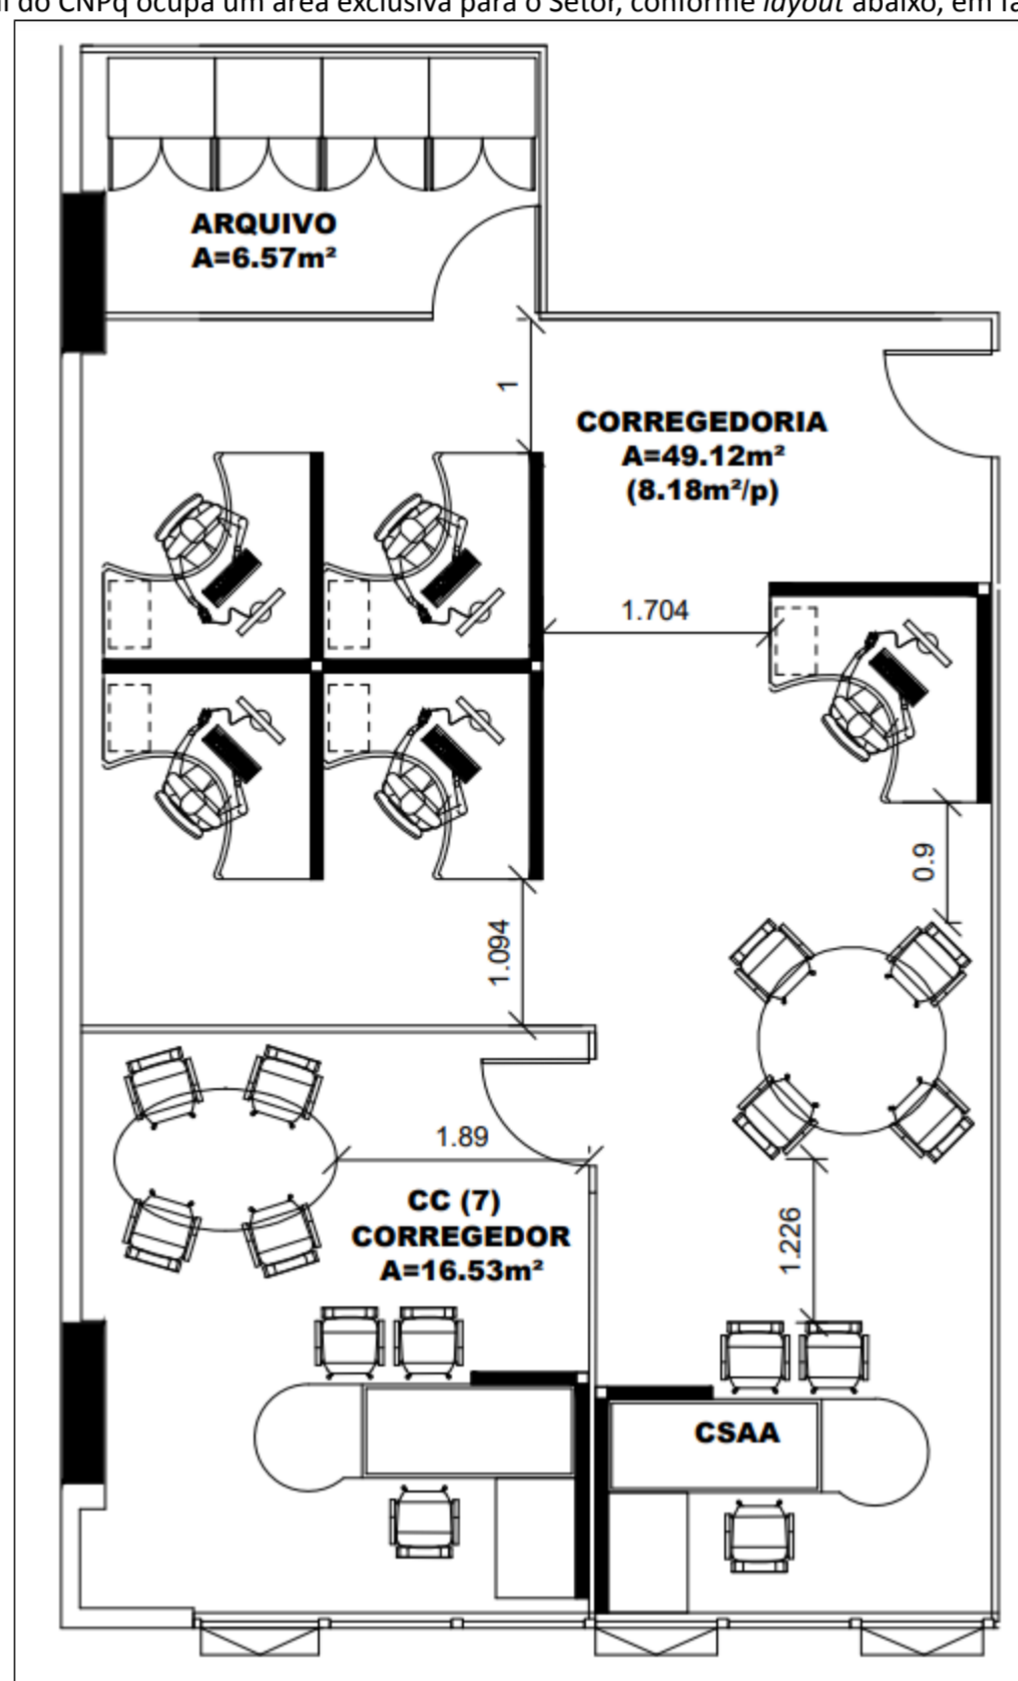 do CNPq ocupa um área exclusiva para o Setor, conforme layout abaixo, em
ARQUIVO
A=6.57m²
1
CORREGEDORIA
A=49.12m²
(8.18m²/p)
1.704
0.9
1.094
1.89
CC (7)
CORREGEDOR
A=16.53m²
1.226
CSAA